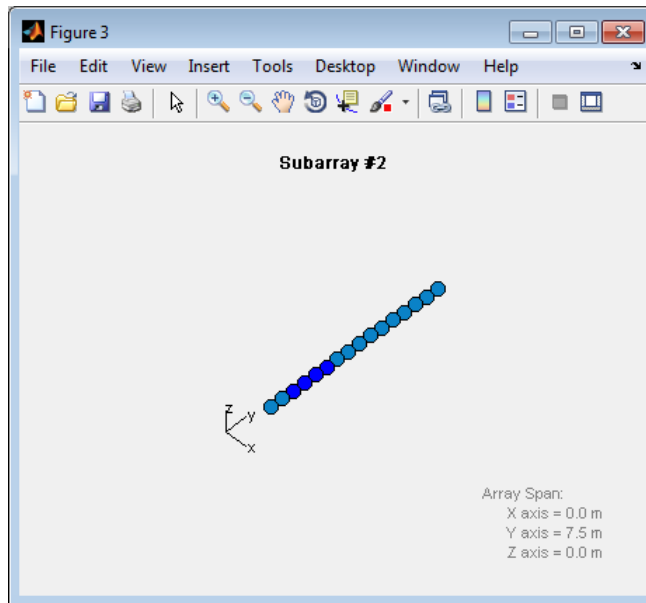 Figure 3
File Edit View Insert Tools Desktop Window Help
Subarray #2
z
y
x
Array Span:
X axis = 0.0 m
Y axis = 7.5 m
Z axis = 0.0 m